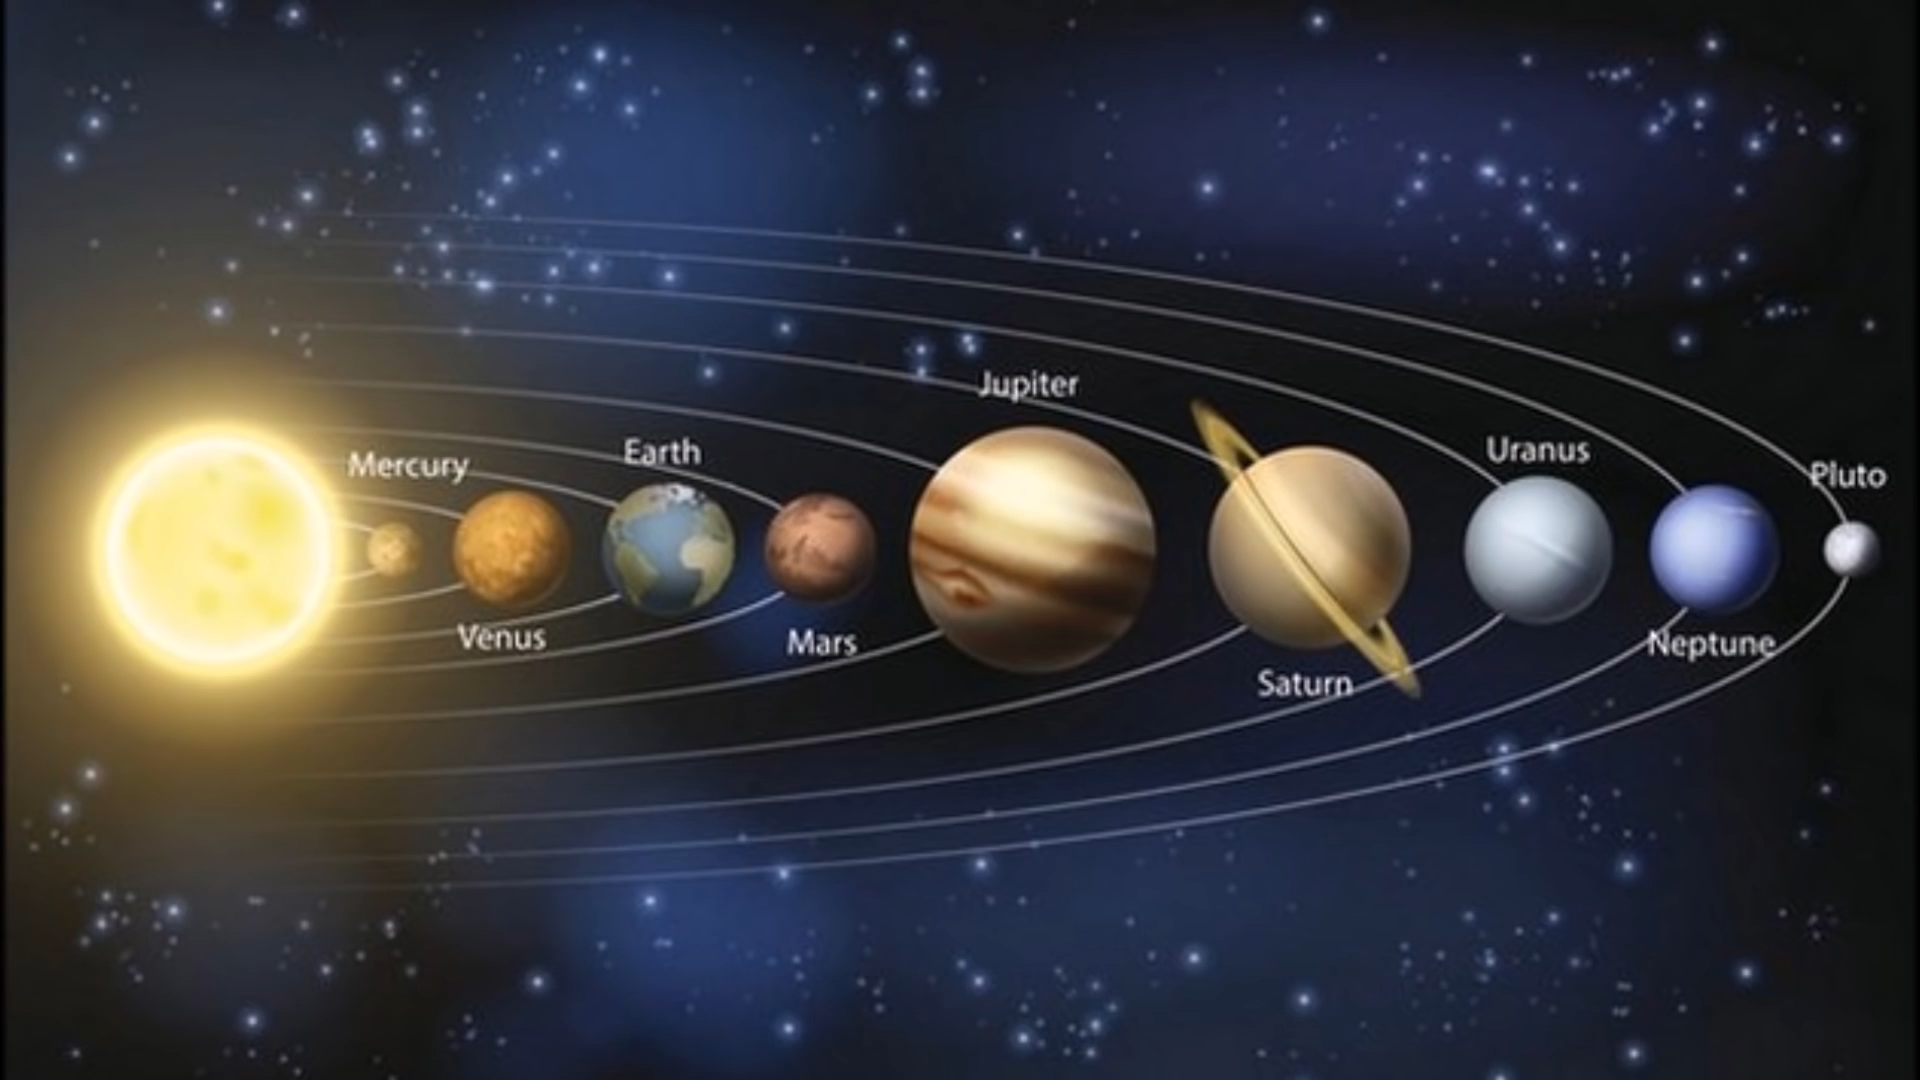 Mercury
Venus
Earth
Mars
Jupiter
Saturn
Uranus
Neptune
Pluto